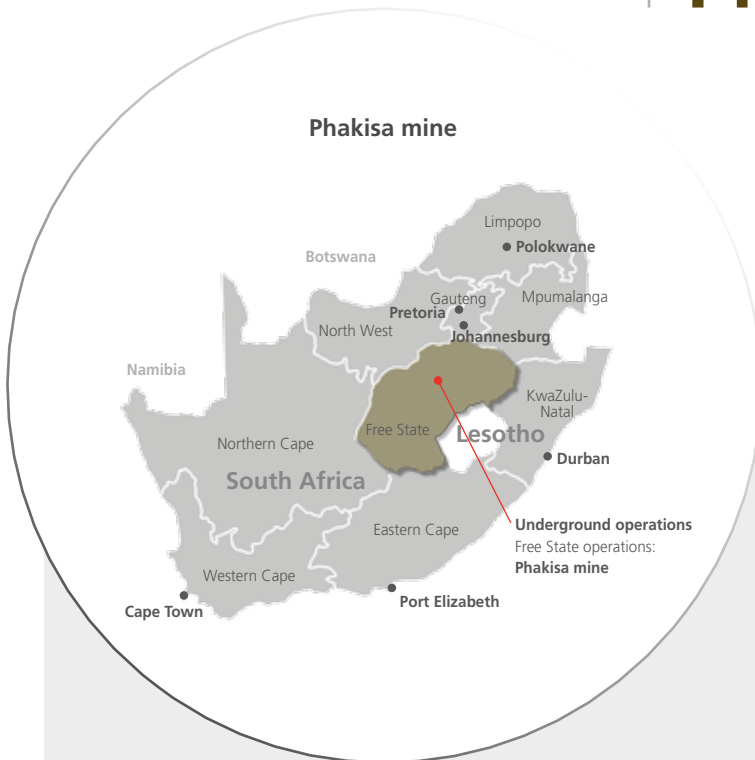 Phakisa mine
Limpopo
Polokwane
Botswana
Gauteng
Mpumalanga
Pretoria
North West
Johannesburg
Namibia
KwaZulu-
Natal
Free State
Lesotho
Northern Cape
Durban
South Africa
Underground operations
Eastern Cape
Free State operations:
Phakisa mine
Western Cape
Port Elizabeth
Cape Town